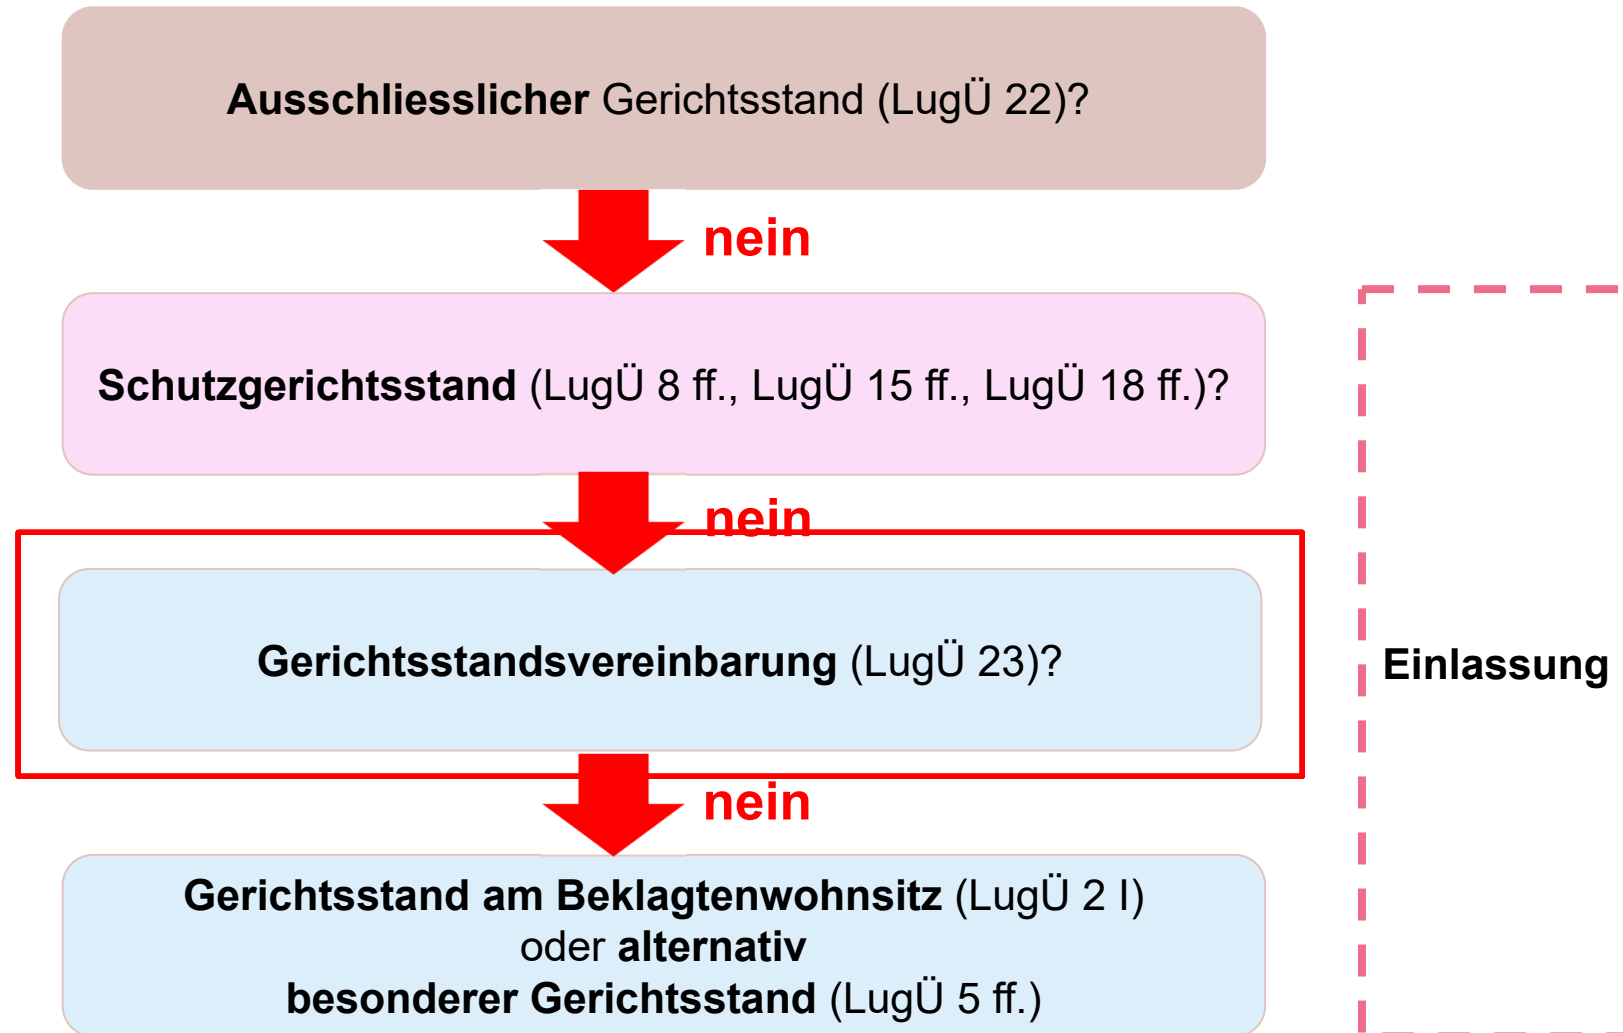 Ausschliesslicher Gerichtsstand (LugÜ 22)?
nein
Schutzgerichtsstand (LugÜ 8 ff., LugÜ 15 ff., LugÜ 18 ff.)?
nein
Gerichtsstandsvereinbarung (LugÜ 23)?
Einlassung
nein
Gerichtsstand am Beklagtenwohnsitz (LugÜ 2 I)
oder alternativ
besonderer Gerichtsstand (LugÜ 5 ff.)